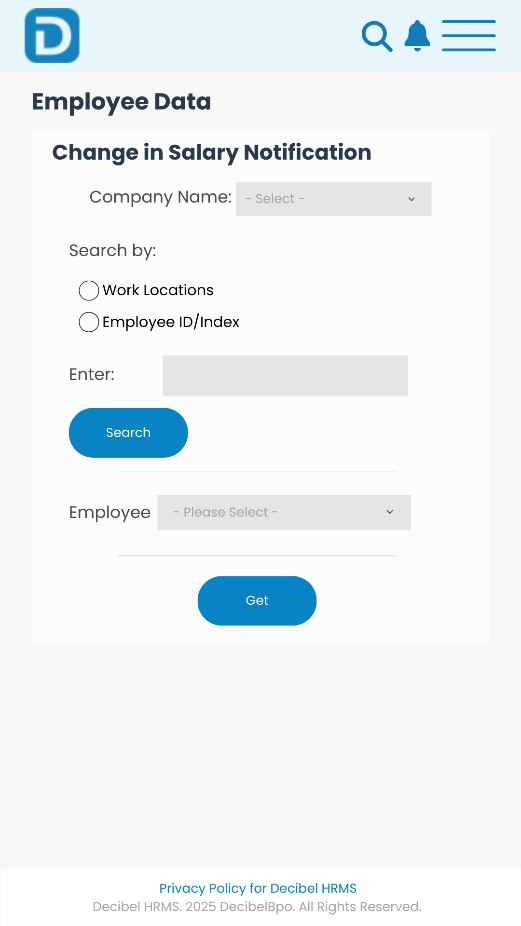 D
Employee Data
Change in Salary Notification
Company Name: - Select -
Search by:
Work Locations
Employee ID/Index
Enter:
Search
Employee - Please Select -
Get
Privacy Policy for Decibel HRMS
Decibel HRMS. 2025 DecibelBpo. All Rights Reserved.